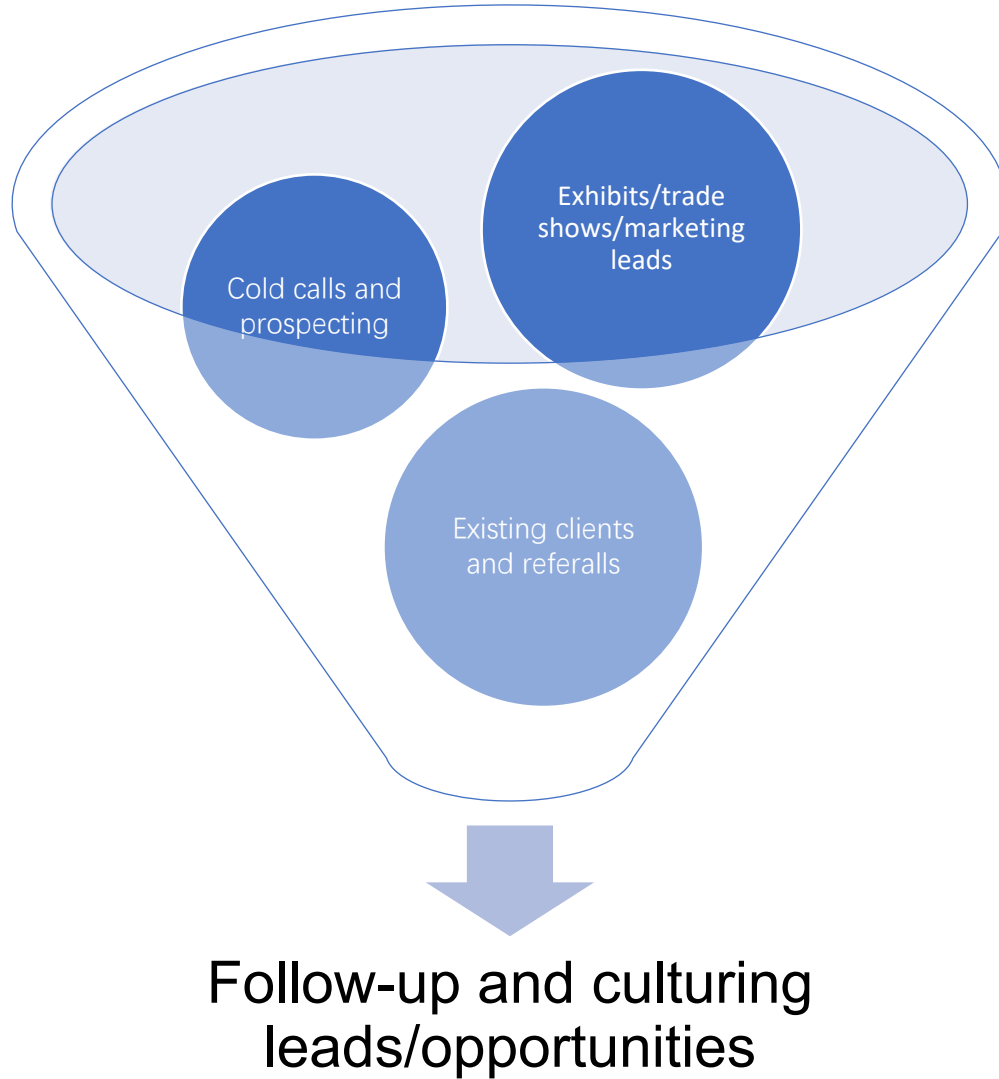 Exhibits/trade
shows/marketing
leads
Cold calls and
prospecting
Existing clients
and referalls
Follow-up and culturing
leads/opportunities